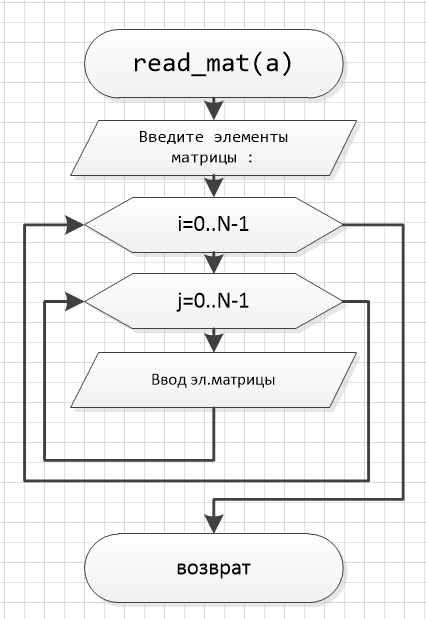 read_mat(a)
Введите элементы
матрицы :
i=0..N-1
j=0..N-1
Ввод эл.матрицы
возврат